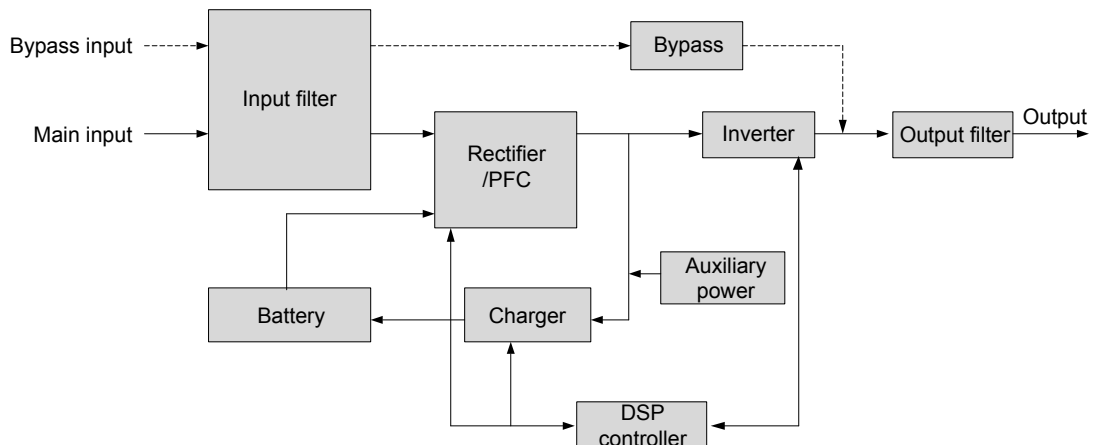 Bypass input
Bypass
Input filter
Main input
Rectifier
/PFC
Inverter
Output filter
Output
Auxiliary
power
Battery
Charger
DSP
controller